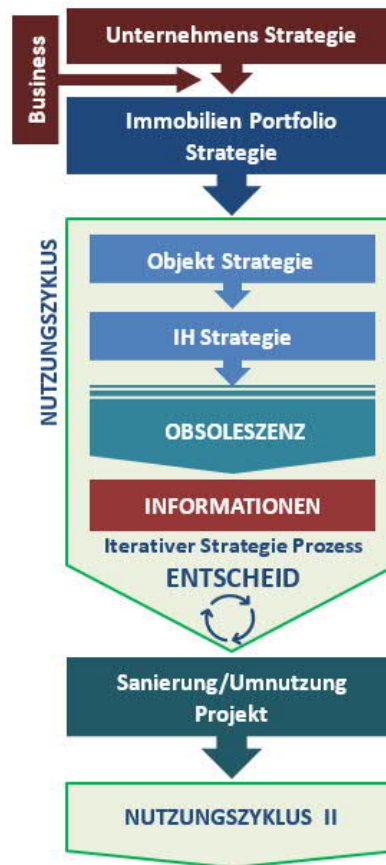 Unternehmens Strategie
Business
Immobilien Portfolio
Strategie
NUTZUNGSZYKLUS
Objekt Strategie
IH Strategie
OBSOLESZENZ
INFORMATIONEN
Iterativer Strategie Prozess
ENTSCHEID
Sanierung/Umnutzung
Projekt
NUTZUNGSZYKLUS II